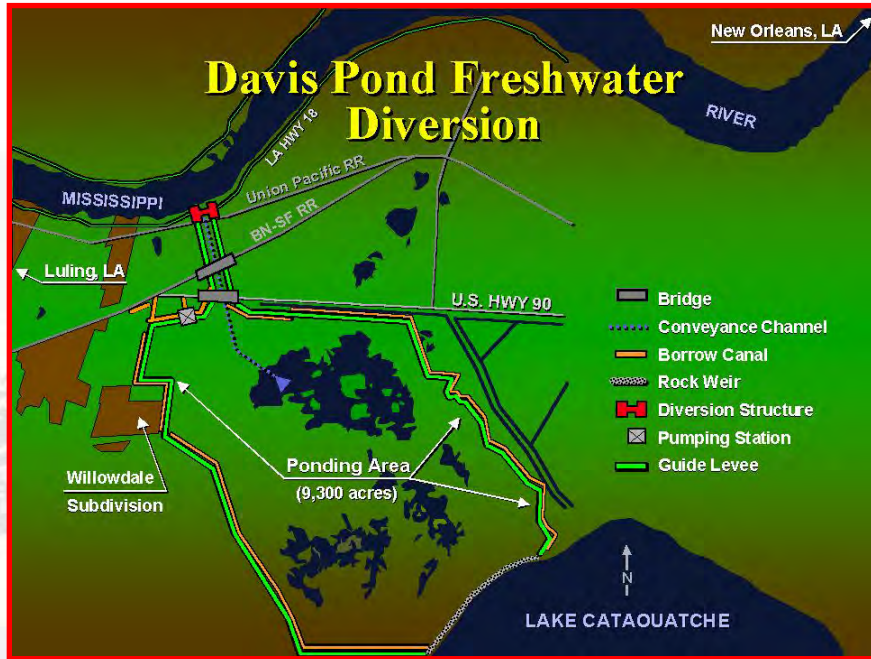 New Orleans, LA
Davis Pond Freshwater
Diversion
RIVER
LA HWY 18
Union Pacific RR
MISSISSIPPI
BN-SF RR
Luling, LA
U.S. HWY 90
Bridge
Conveyance Channel
Borrow Canal
Rock Weir
Diversion Structure
Pumping Station
Guide Levee
Ponding Area
(9,300 acres)
Willowdale
Subdivision
N
LAKE CATAOUATCHE